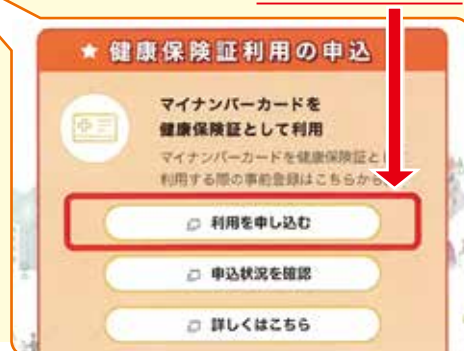 ★ 健康保険証利用の申込
マイナンバーカードを
健康保険証として利用
マイナンバーカードを健康保険証と
利用する際の事前登録はこちらから
利用を申し込む
申込状況を確認
詳しくはこちら